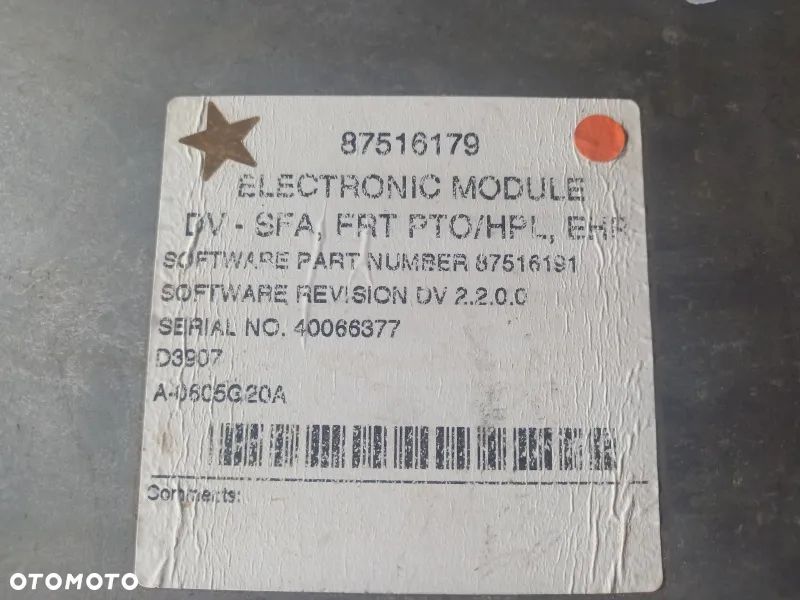 87516179
ELECTRONIC MODULE
DV - SFA, FRT PTO/HPL, EHR
SOFTWARE PART NUMBER 87516191
SOFTWARE REVISION DV 2.2.0.0
SERIAL NO. 40066377
D3907
A-0605G20A
Comments:
OTOMOTO